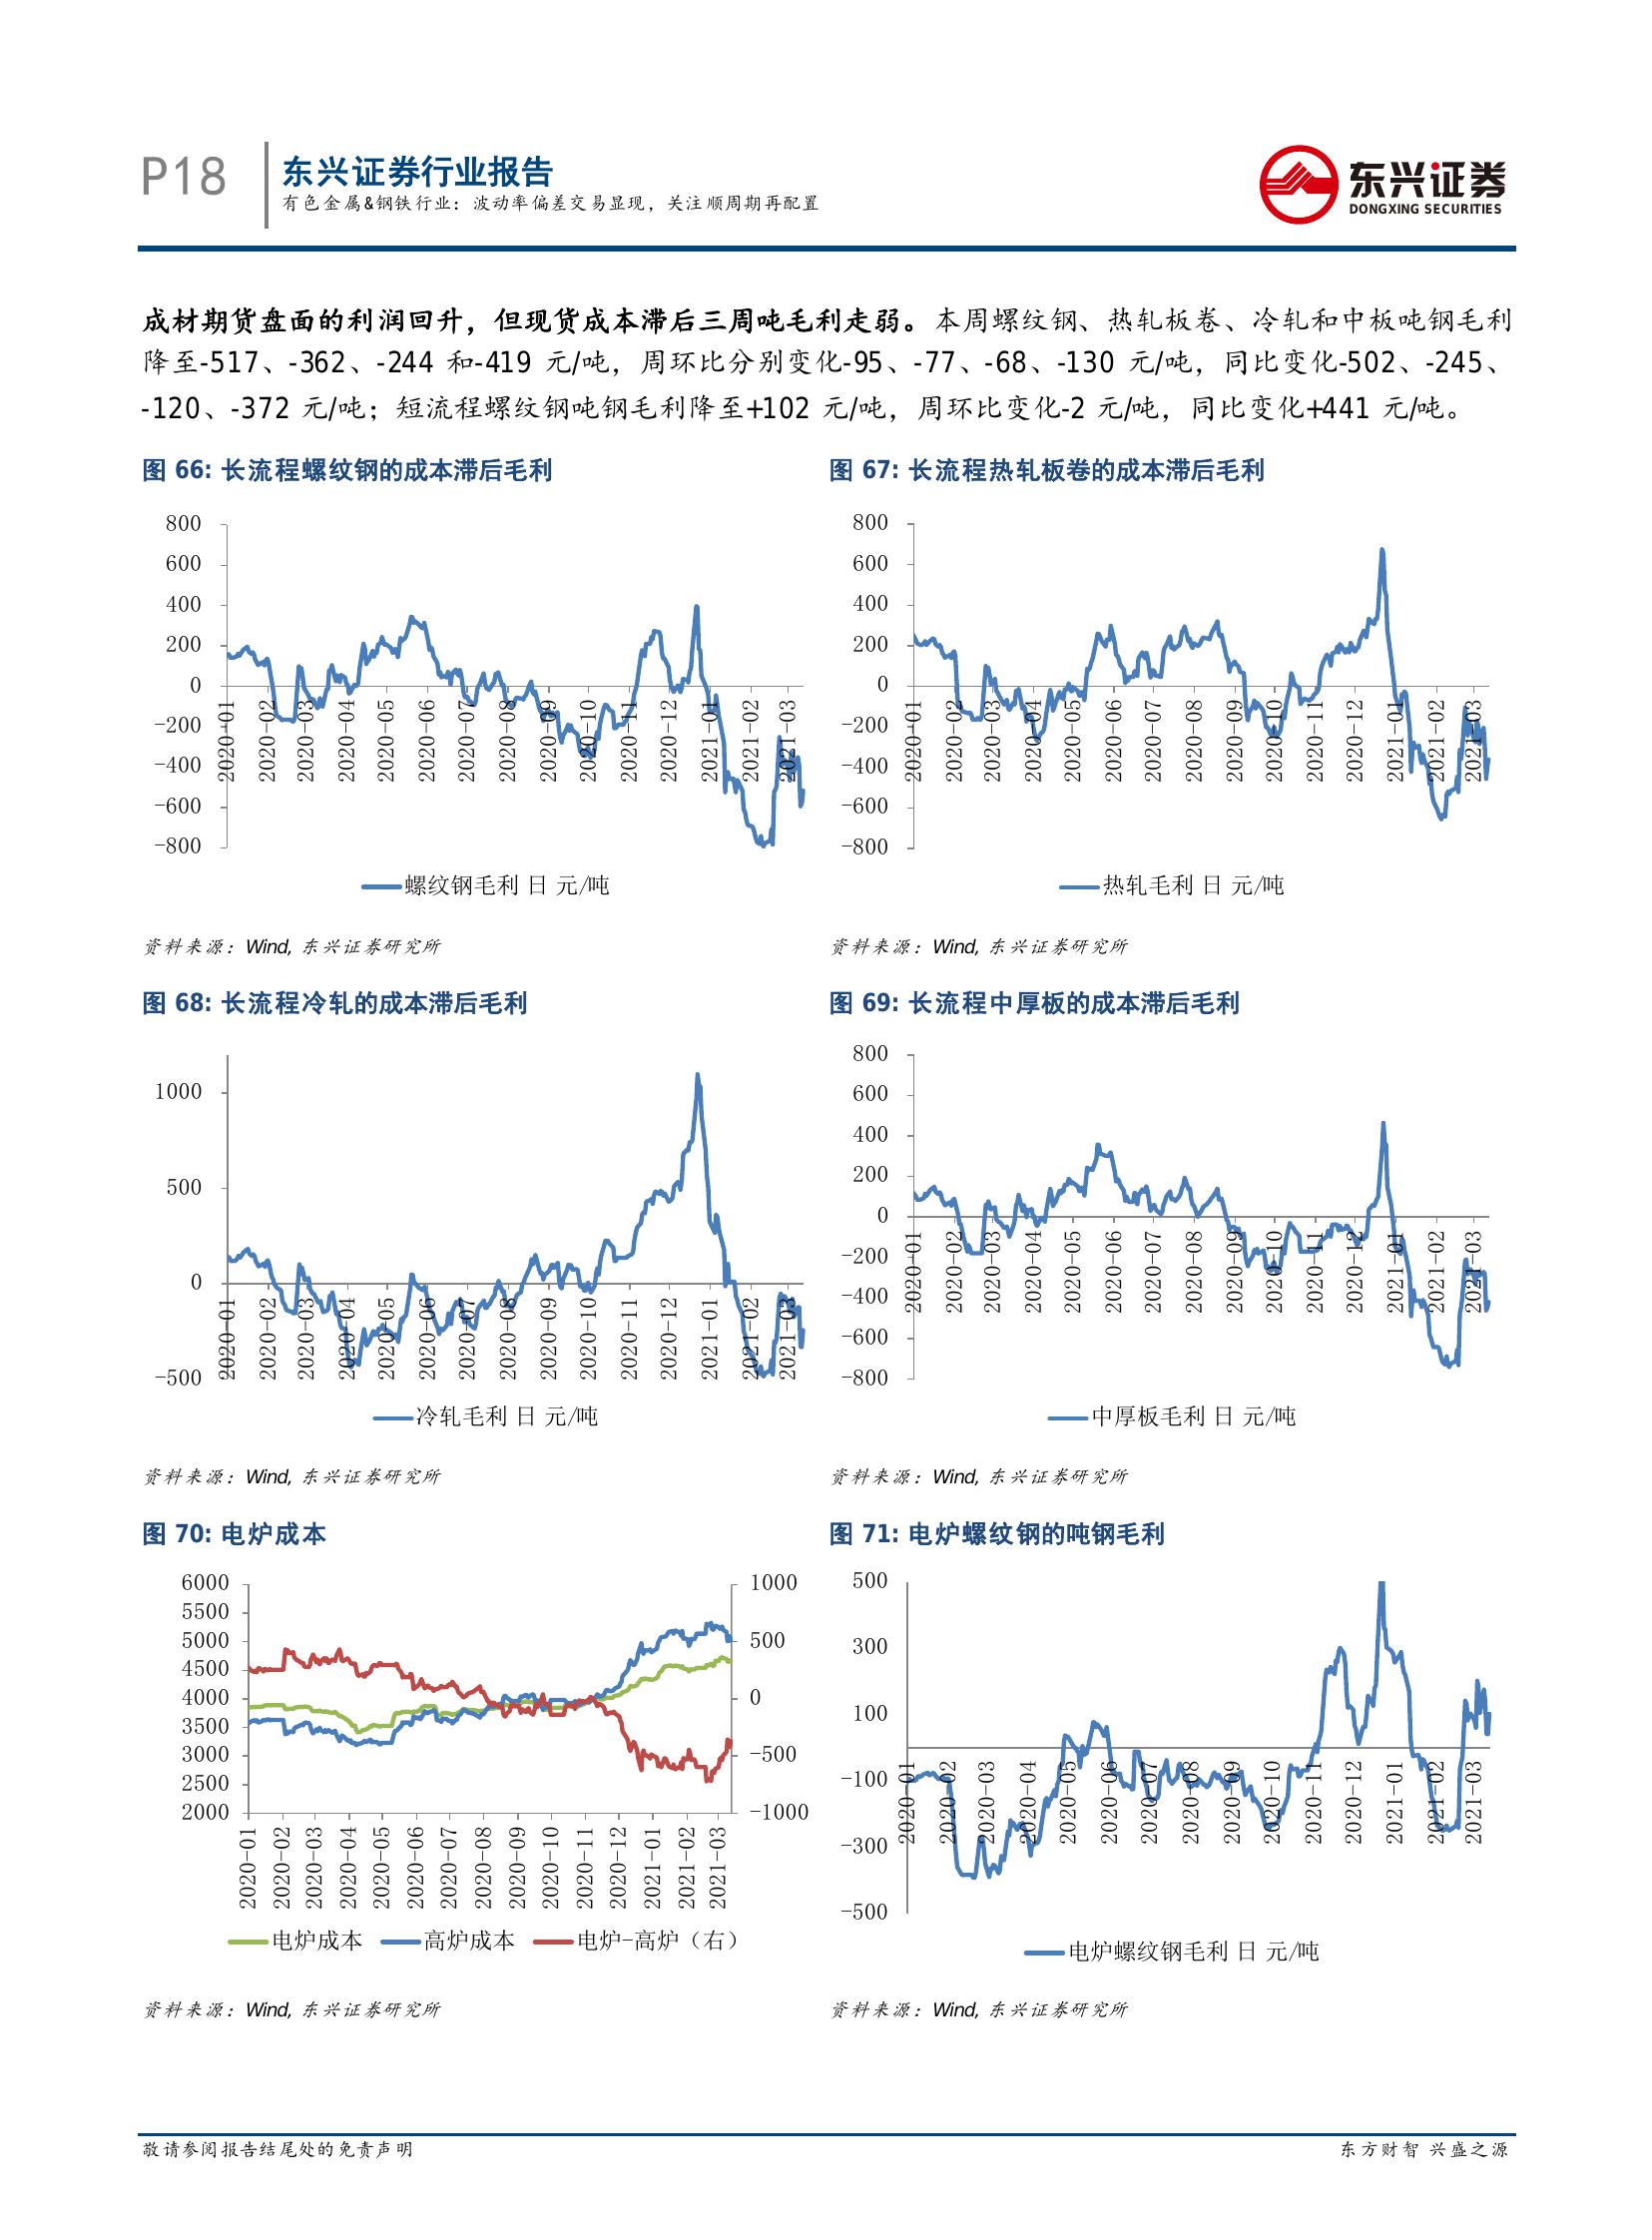 P18
东兴证券行业报告
有色金属&钢铁行业：波动率偏差交易显现，关注顺周期再配置
东兴证券
DONGXING SECURITIES
成材期货盘面的利润回升，但现货成本滞后三周吨毛利走弱。本周螺纹钢、热轧板卷、冷轧和中板吨钢毛利
降至-517、-362、-244 和-419 元/吨，周环比分别变化-95、-77、-68、-130 元/吨，同比变化-502、-245、
-120、-372 元/吨；短流程螺纹钢吨钢毛利降至+102 元/吨，周环比变化-2 元/吨，同比变化+441 元/吨。
图 66: 长流程螺纹钢的成本滞后毛利
800
600
400
200
0
-200
-400
-600
-800
2020-01 2020-02 2020-03 2020-04 2020-05 2020-06 2020-07 2020-08 2020-09 2020-10 2020-11 2020-12 2021-01 2021-02 2021-03
螺纹钢毛利 日 元/吨
资料来源：Wind, 东兴证券研究所
图 67: 长流程热轧板卷的成本滞后毛利
800
600
400
200
0
-200
-400
-600
-800
2020-01 2020-02 2020-03 2020-04 2020-05 2020-06 2020-07 2020-08 2020-09 2020-10 2020-11 2020-12 2021-01 2021-02 2021-03
热轧毛利 日 元/吨
资料来源：Wind, 东兴证券研究所
图 68: 长流程冷轧的成本滞后毛利
1000
500
0
-500
2020-01 2020-02 2020-03 2020-04 2020-05 2020-06 2020-07 2020-08 2020-09 2020-10 2020-11 2020-12 2021-01 2021-02 2021-03
冷轧毛利 日 元/吨
资料来源：Wind, 东兴证券研究所
图 69: 长流程中厚板的成本滞后毛利
800
600
400
200
0
-200
-400
-600
-800
2020-01 2020-02 2020-03 2020-04 2020-05 2020-06 2020-07 2020-08 2020-09 2020-10 2020-11 2020-12 2021-01 2021-02 2021-03
中厚板毛利 日 元/吨
资料来源：Wind, 东兴证券研究所
图 70: 电炉成本
6000
5500
5000
4500
4000
3500
3000
2500
2000
1000
500
0
-500
-1000
2020-01 2020-02 2020-03 2020-04 2020-05 2020-06 2020-07 2020-08 2020-09 2020-10 2020-11 2020-12 2021-01 2021-02 2021-03
电炉成本 高炉成本 电炉-高炉（右）
资料来源：Wind, 东兴证券研究所
图 71: 电炉螺纹钢的吨钢毛利
500
300
100
-100
-300
-500
2020-01 2020-02 2020-03 2020-04 2020-05 2020-06 2020-07 2020-08 2020-09 2020-10 2020-11 2020-12 2021-01 2021-02 2021-03
电炉螺纹钢毛利 日 元/吨
资料来源：Wind, 东兴证券研究所
敬请参阅报告结尾处的免责声明
东方财智 兴盛之源